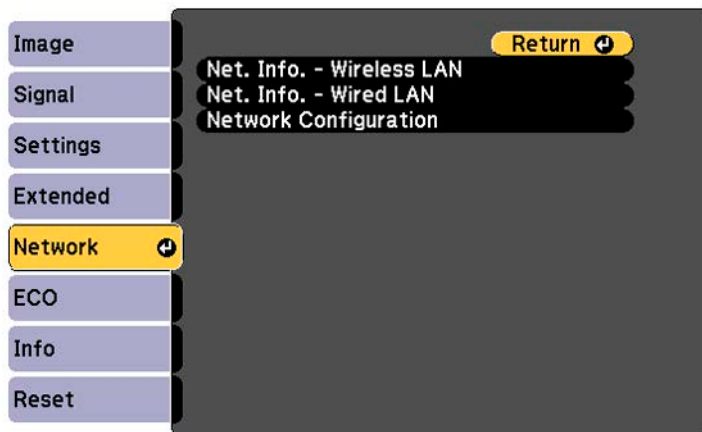 Image
Signal
Settings
Extended
Network
ECO
Info
Reset
Return
Net. Info. - Wireless LAN
Net. Info. - Wired LAN
Network Configuration